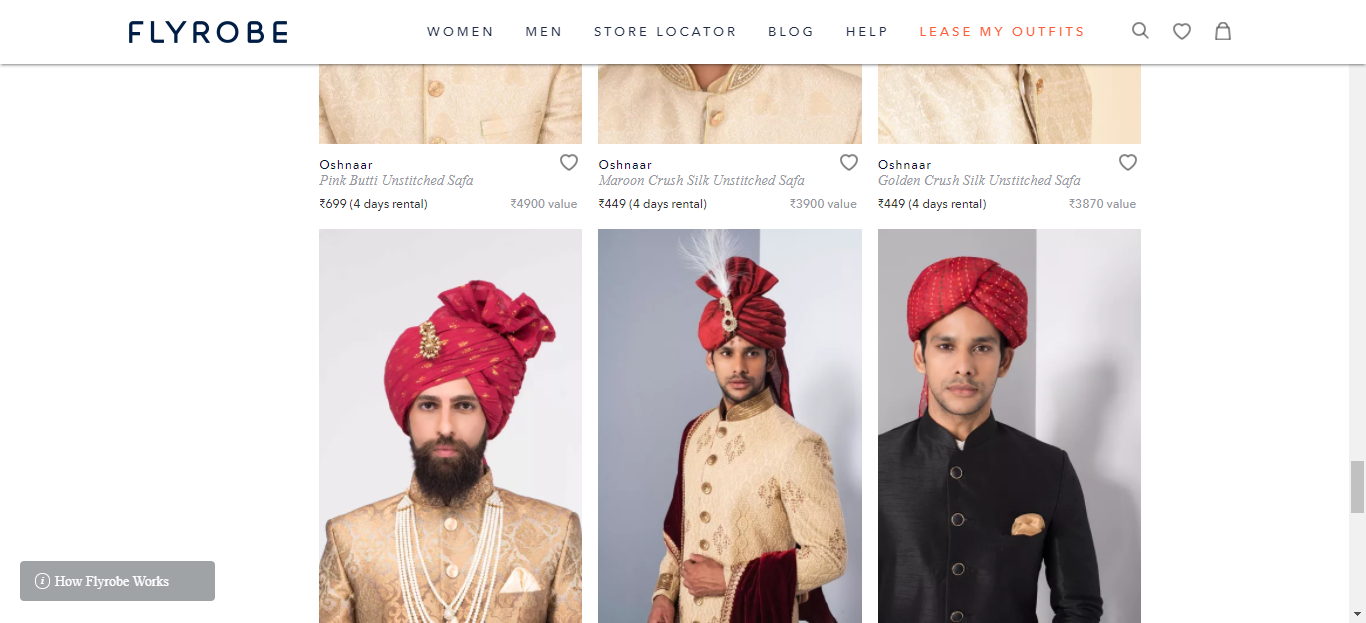 FLYROBE
WOMEN MEN STORE LOCATOR BLOG HELP LEASE MY OUTFITS
Oshnaar
Pink Butti Unstitched Safa
₹699 (4 days rental) ₹4900 value
Oshnaar
Maroon Crush Silk Unstitched Safa
₹449 (4 days rental) ₹3900 value
Oshnaar
Golden Crush Silk Unstitched Safa
₹449 (4 days rental) ₹3870 value
i How Flyrobe Works